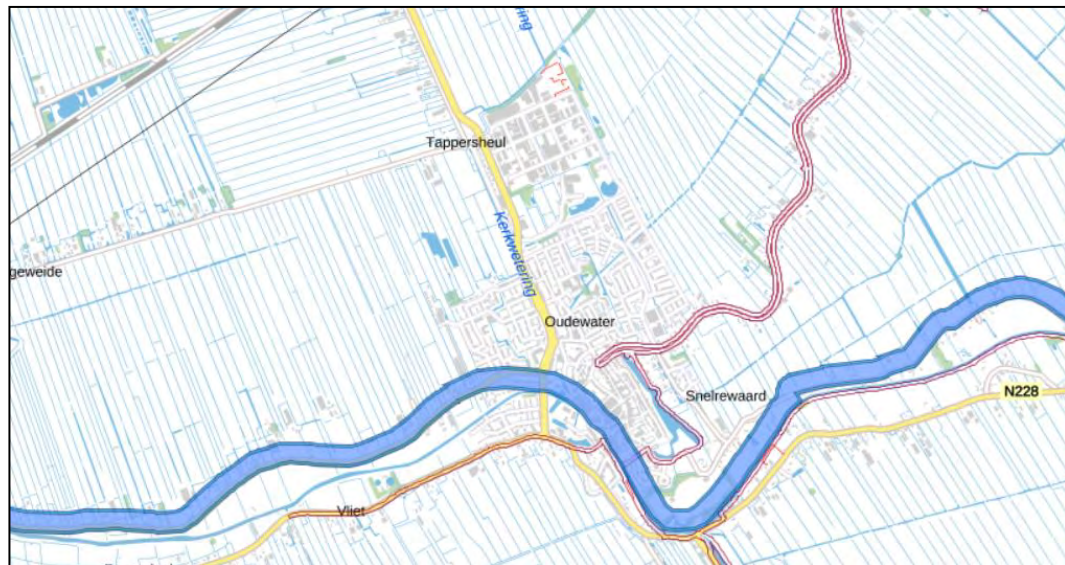 Tappersheul
Kerkwetering
geweide
Oudewater
Snelrewaard
N228
Vliet